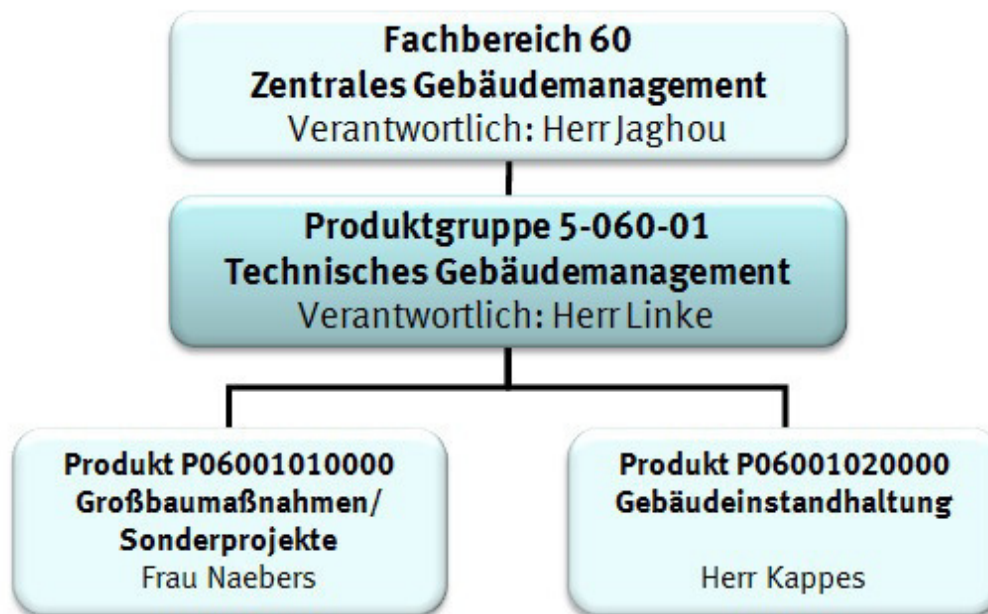 Fachbereich 60
Zentrales Gebäudemanagement
Verantwortlich: Herr Jaghou
Produktgruppe 5-060-01
Technisches Gebäudemanagement
Verantwortlich: Herr Linke
Produkt P06001010000
Großbaumaßnahmen/
Sonderprojekte
Frau Naebers
Produkt P06001020000
Gebäudeinstandhaltung
Herr Kappes